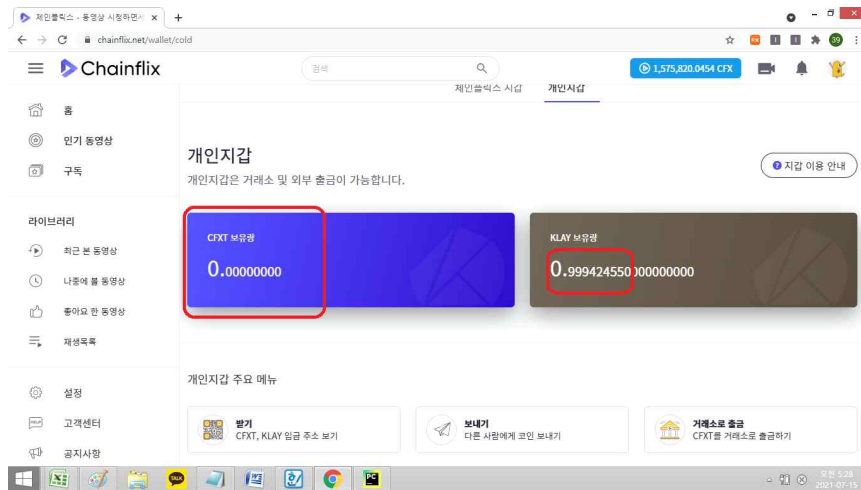 체인플릭스 - 동영상 시청하면서
chainflix.net/wallet/cold
39
Chainflix
검색
1,575,820.0454 CFX
체인플릭스 지갑
개인지갑
홈
인기 동영상
구독
라이브러리
최근 본 동영상
나중에 볼 동영상
좋아요 한 동영상
재생목록
설정
고객센터
공지사항
개인지갑
개인지갑은 거래소 및 외부 출금이 가능합니다.
지갑 이용 안내
CFXT 보유량
0.00000000
KLAY 보유량
0.999424550000000000
개인지갑 주요 메뉴
받기
CFXT, KLAY 입금 주소 보기
보내기
다른 사람에게 코인 보내기
거래소로 출금
CFXT를 거래소로 출금하기
TALK
PC
오전 5:28
2021-07-15